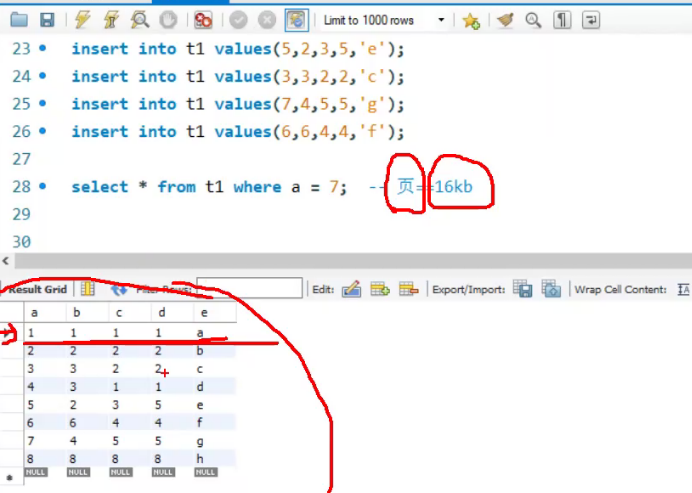 Limit to 1000 rows
23 insert into t1 values(5,2,3,5,'e');
24 insert into t1 values(3,3,2,2,'c');
25 insert into t1 values(7,4,5,5,'g');
26 insert into t1 values(6,6,4,4,'f');
27
28 select * from t1 where a = 7; -- 页==16kb
29
30
Result Grid Filter Rows: Edit: Export/Import: Wrap Cell Content: IA
a b c d e
1 1 1 1 a
2 2 2 2 b
3 3 2 2 c
4 3 1 1 d
5 2 3 5 e
6 6 4 4 f
7 4 5 5 g
8 8 8 8 h
NULL NULL NULL NULL NULL